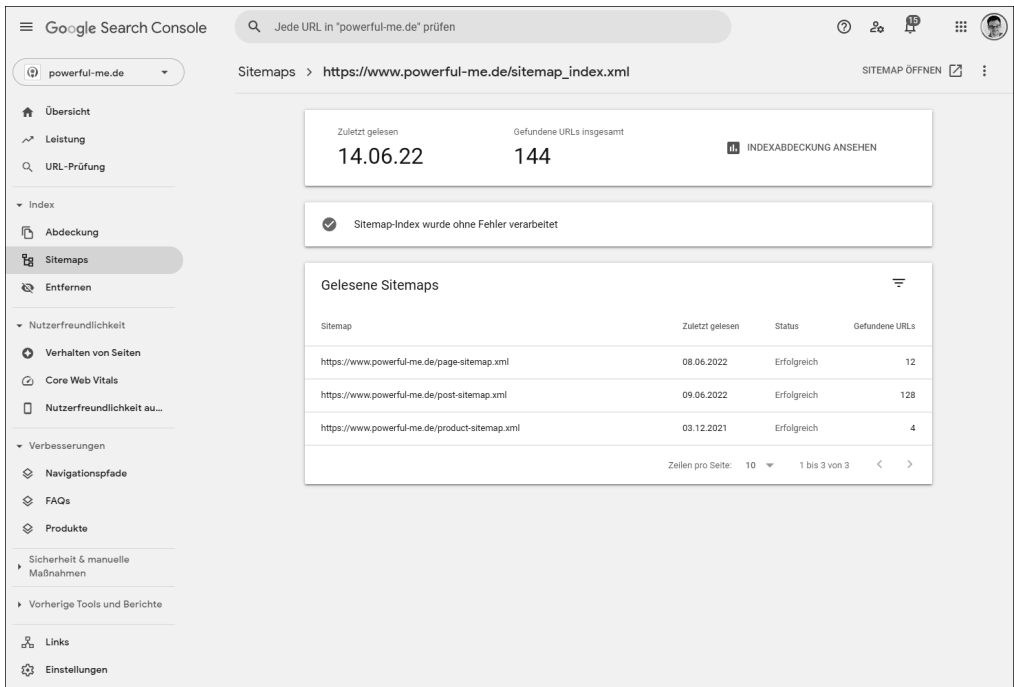 Google Search Console
Jede URL in "powerful-me.de" prüfen
15
powerful-me.de
Sitemaps > https://www.powerful-me.de/sitemap_index.xml
SITEMAP ÖFFNEN
Übersicht
Leistung
URL-Prüfung
Index
Abdeckung
Sitemaps
Entfernen
Nutzerfreundlichkeit
Verhalten von Seiten
Core Web Vitals
Nutzerfreundlichkeit au...
Verbesserungen
Navigationspfade
FAQs
Produkte
Sicherheit & manuelle
Maßnahmen
Vorherige Tools und Berichte
Links
Einstellungen
Zuletzt gelesen
14.06.22
Gefundene URLs insgesamt
144
INDEXABDECKUNG ANSEHEN
Sitemap-Index wurde ohne Fehler verarbeitet
Gelesene Sitemaps
Sitemap Zuletzt gelesen Status Gefundene URLs
https://www.powerful-me.de/page-sitemap.xml 08.06.2022 Erfolgreich 12
https://www.powerful-me.de/post-sitemap.xml 09.06.2022 Erfolgreich 128
https://www.powerful-me.de/product-sitemap.xml 03.12.2021 Erfolgreich 4
Zeilen pro Seite: 10 1 bis 3 von 3